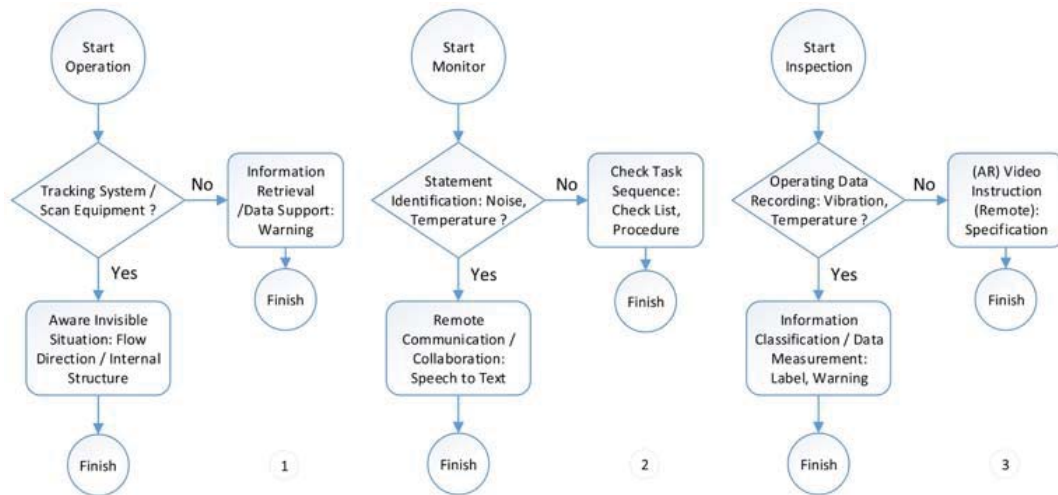 Start
Operation
Tracking System /
Scan Equipment ?
No
Information
Retrieval
/Data Support:
Warning
Finish
Yes
Aware Invisible
Situation: Flow
Direction / Internal
Structure
Finish
1
Start
Monitor
Statement
Identification: Noise,
Temperature ?
No
Check Task
Sequence:
Check List,
Procedure
Finish
Yes
Remote
Communication /
Collaboration:
Speech to Text
Finish
2
Start
Inspection
Operating Data
Recording: Vibration,
Temperature ?
No
(AR) Video
Instruction
(Remote):
Specification
Finish
Yes
Information
Classification / Data
Measurement:
Label, Warning
Finish
3